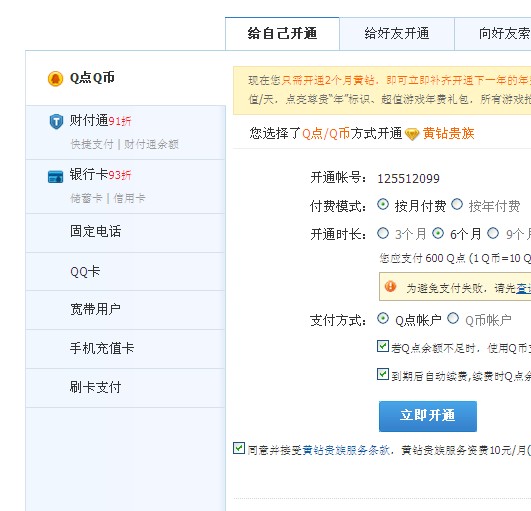 给自己开通 给好友开通 向好友索
Q点Q币
财付通91折
快捷支付 | 财付通余额
银行卡93折
储蓄卡 | 信用卡
固定电话
QQ卡
宽带用户
手机充值卡
刷卡支付
现在您只需开通2个月黄钻，即可立即补齐开通下一年的年
值/天，点亮尊贵“年”标识、超值游戏年费礼包，所有游戏抢
您选择了Q点/Q币方式开通 黄钻贵族
开通帐号： 125512099
付费模式： 按月付费 按年付费
开通时长： 3个月 6个月 9个月
您应支付 600 Q点 (1 Q币=10 Q
为避免支付失败，请先查
支付方式： Q点帐户 Q币帐户
若Q点余额不足时，使用Q币
到期后自动续费,续费时Q点余
立即开通
同意并接受黄钻贵族服务条款，黄钻贵族服务资费10元/月(